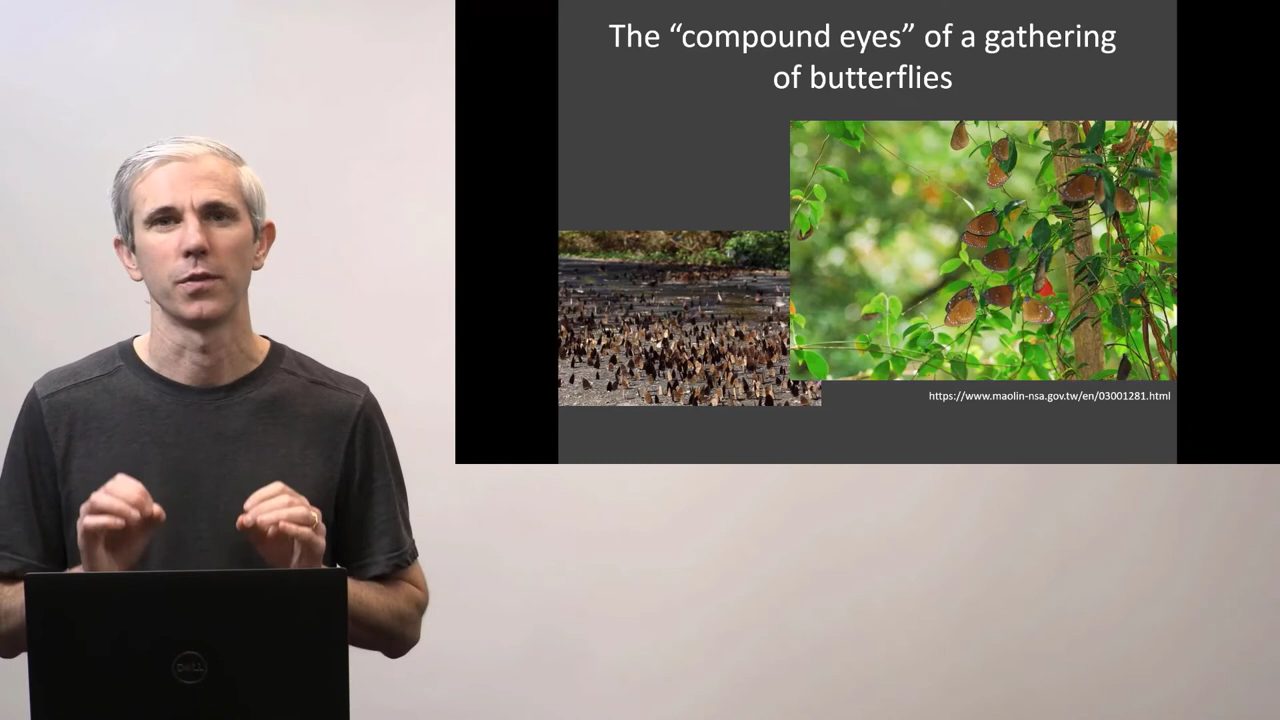 The “compound eyes” of a gathering
of butterflies
https://www.maolin-nsa.gov.tw/en/03001281.html
DELL